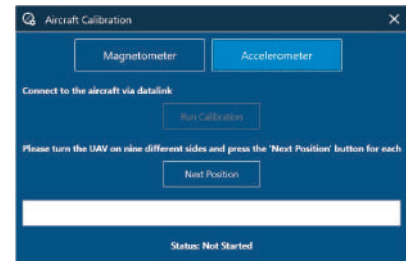 Aircraft Calibration
Magnetometer Accelerometer
Connect to the aircraft via datalink
Run Calibration
Please turn the UAV on nine different sides and press the 'Next Position' button for each
Next Position
Status: Not Started